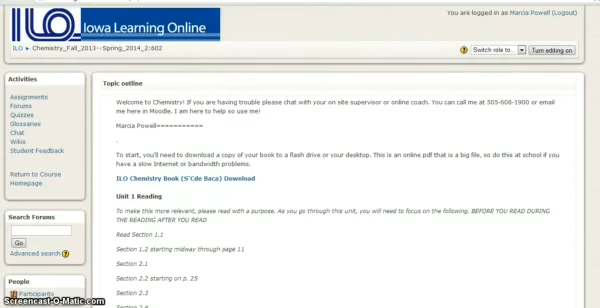 You are logged in as Marcia Powell (Logout)
ILO Iowa Learning Online
ILO ► Chemistry_Fall_2013--Spring_2014_2:602
Switch role to...
Turn editing on
Activities
Assignments
Forums
Quizzes
Glossaries
Chat
Wikis
Student Feedback
Return to Course
Homepage
Search Forums
Go
Advanced search
People
Participants
Topic outline
Welcome to Chemistry! If you are having trouble please chat with your on site supervisor or online coach. You can call me at 505-608-1900 or email
me here in Moodle. I am here to help so use me!
Marcia Powell===========
.
To start, you'll need to download a copy of your book to a flash drive or your desktop. This is an online pdf that is a big file, so do this at school if you
have a slow Internet or bandwidth problems.
ILO Chemistry Book (S'Cde Baca) Download
Unit 1 Reading
To make this more relevant, please read with a purpose. As you go through this unit, you will need to focus on the following. BEFORE YOU READ DURING
THE READING AFTER YOU READ
Read Section 1.1
Section 1.2 starting midway through page 11
Section 2.1
Section 2.2 starting on p. 25
Section 2.3
Section 2.4
Screencast-O-Matic.com